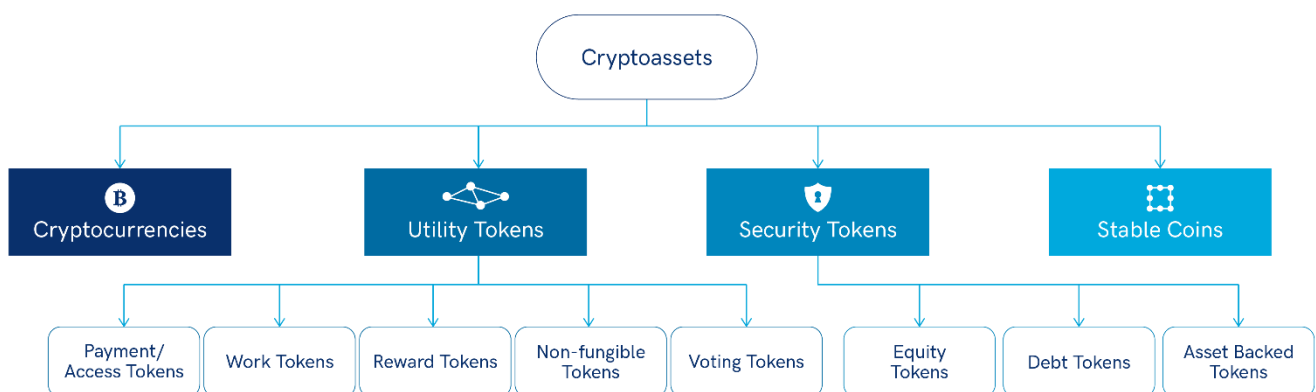 Cryptoassets
Cryptocurrencies
Utility Tokens
Security Tokens
Stable Coins
Payment/
Access Tokens
Work Tokens
Reward Tokens
Non-fungible
Tokens
Voting Tokens
Equity
Tokens
Debt Tokens
Asset Backed
Tokens